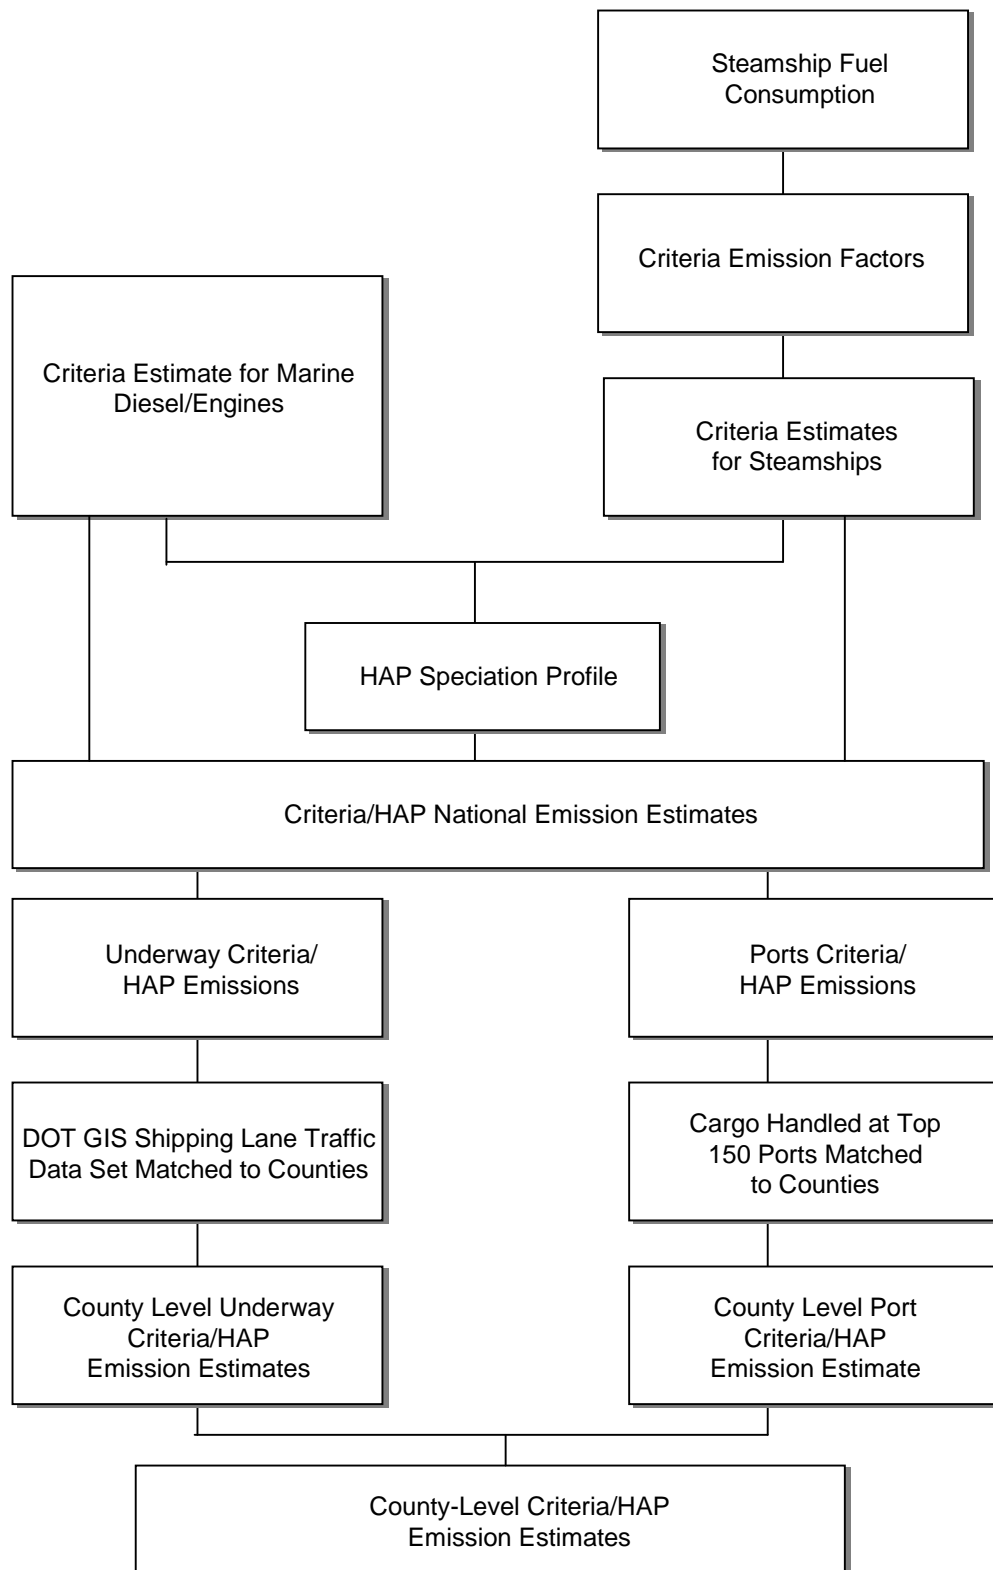 Steamship Fuel
Consumption
Criteria Emission Factors
Criteria Estimate for Marine
Diesel/Engines
Criteria Estimates
for Steamships
HAP Speciation Profile
Criteria/HAP National Emission Estimates
Underway Criteria/
HAP Emissions
Ports Criteria/
HAP Emissions
DOT GIS Shipping Lane Traffic
Data Set Matched to Counties
Cargo Handled at Top
150 Ports Matched
to Counties
County Level Underway
Criteria/HAP
Emission Estimates
County Level Port
Criteria/HAP
Emission Estimate
County-Level Criteria/HAP
Emission Estimates